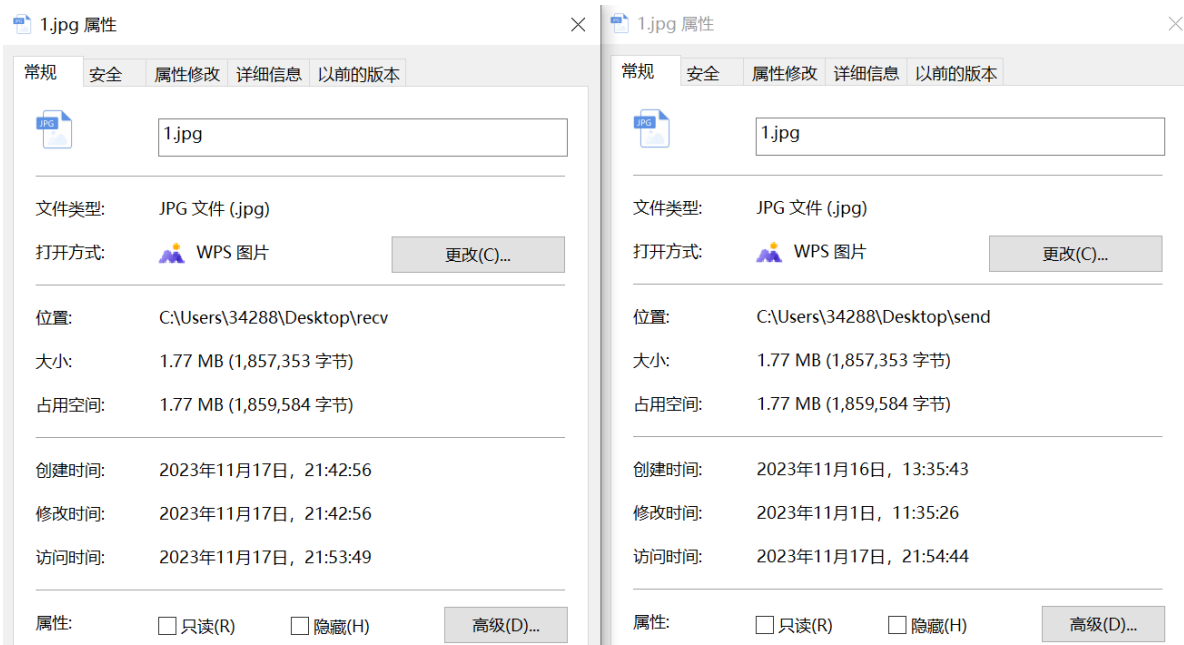 1.jpg 属性
常规 安全 属性修改 详细信息 以前的版本
JPG
1.jpg
文件类型: JPG 文件 (.jpg)
打开方式: WPS 图片 更改(C)...
位置: C:\Users\34288\Desktop\recv
大小: 1.77 MB (1,857,353 字节)
占用空间: 1.77 MB (1,859,584 字节)
创建时间: 2023年11月17日，21:42:56
修改时间: 2023年11月17日，21:42:56
访问时间: 2023年11月17日，21:53:49
属性: 只读(R) 隐藏(H) 高级(D)...
1.jpg 属性
常规 安全 属性修改 详细信息 以前的版本
JPG
1.jpg
文件类型: JPG 文件 (.jpg)
打开方式: WPS 图片 更改(C)...
位置: C:\Users\34288\Desktop\send
大小: 1.77 MB (1,857,353 字节)
占用空间: 1.77 MB (1,859,584 字节)
创建时间: 2023年11月16日，13:35:43
修改时间: 2023年11月1日，11:35:26
访问时间: 2023年11月17日，21:54:44
属性: 只读(R) 隐藏(H) 高级(D)...